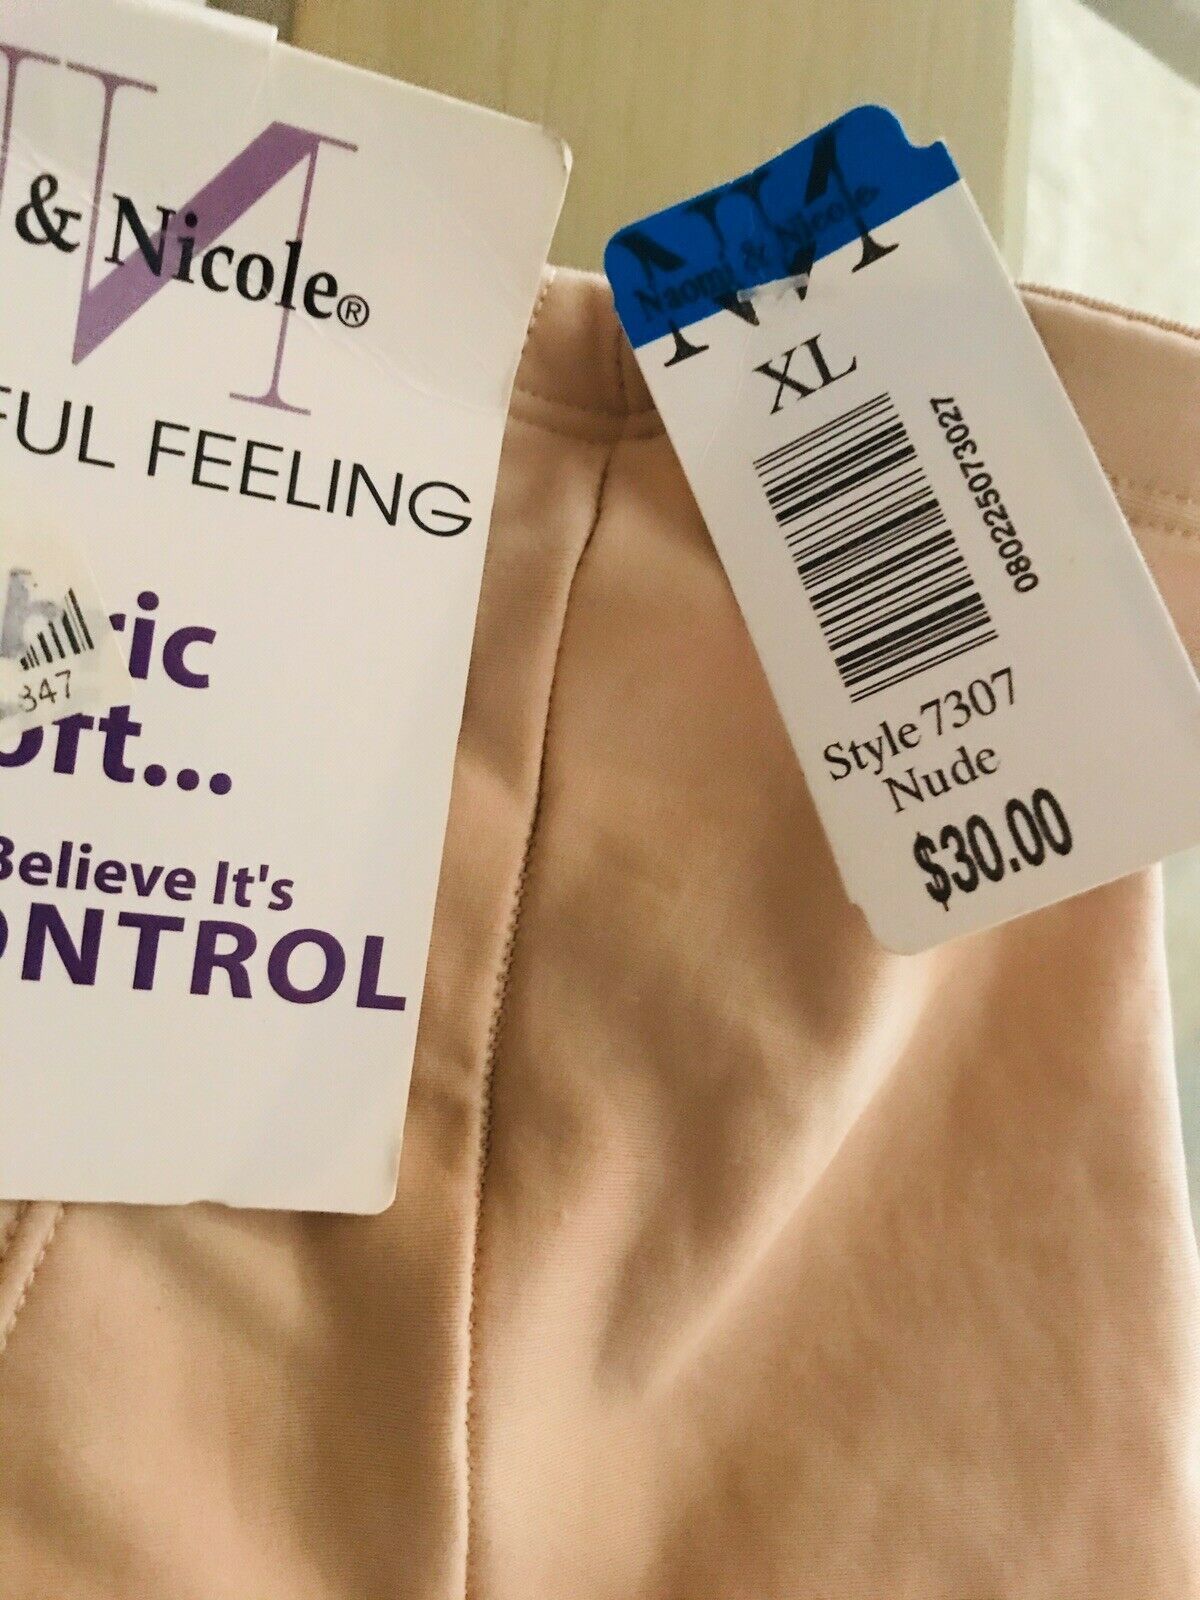 & Nicole®
FUL FEELING
ric
ort...
Believe It's
ONTROL
347
Naomi & Nicole
XL
080225073027
Style 7307
Nude
$30.00